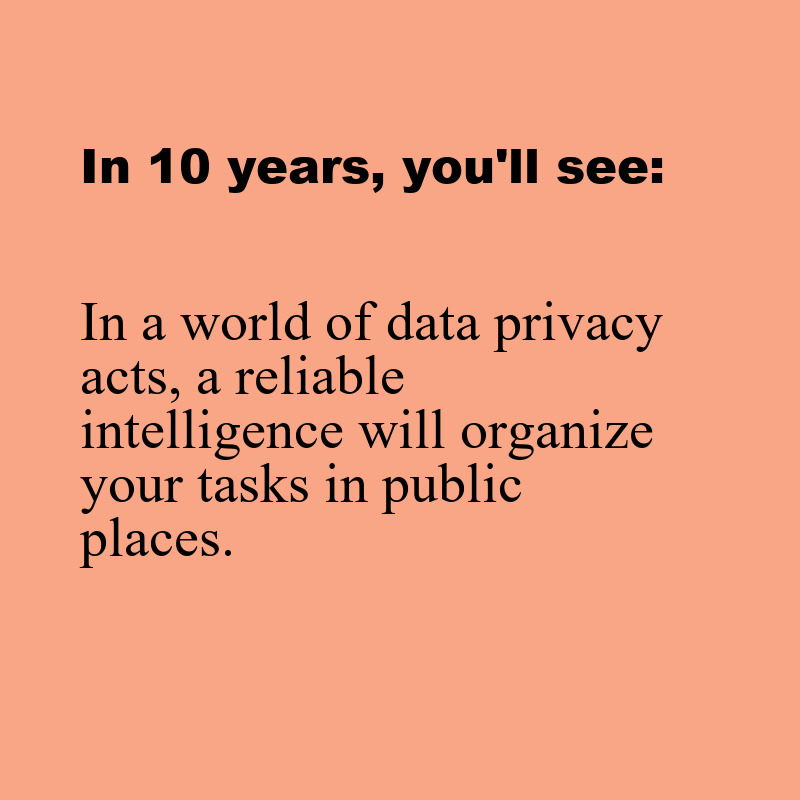 In 10 years, you'll see:
In a world of data privacy
acts, a reliable
intelligence will organize
your tasks in public
places.